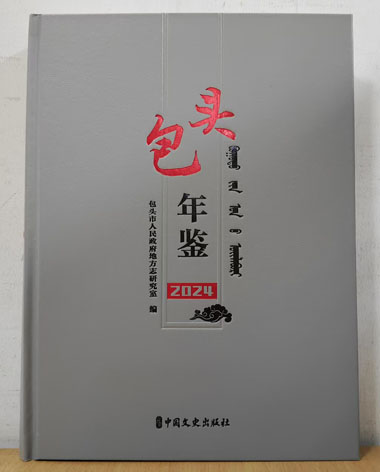 包头
年鉴
2024
包头市人民政府地方志研究室 编
中国文史出版社